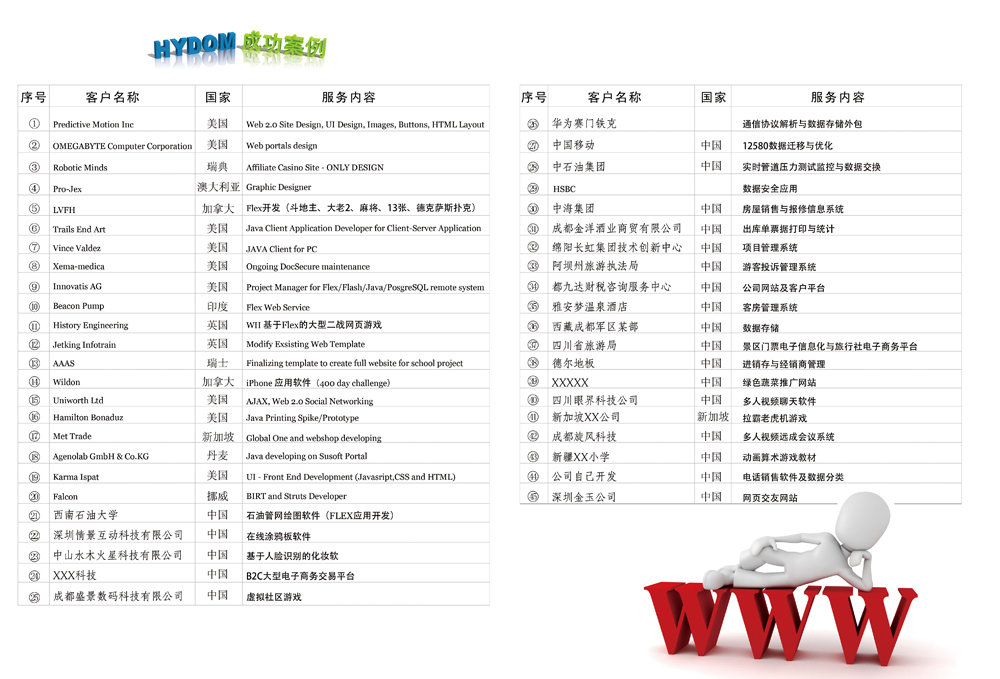 HYDOM 成功案例
序号 客户名称 国家 服务内容
① Predictive Motion Inc 美国 Web 2.0 Site Design, UI Design, Images, Buttons, HTML Layout
② OMEGABYTE Computer Corporation 美国 Web portals design
③ Robotic Minds 瑞典 Affiliate Casino Site - ONLY DESIGN
④ Pro-Jex 澳大利亚 Graphic Designer
⑤ LVFH 加拿大 Flex开发（斗地主、大老2、麻将、13张、德克萨斯扑克）
⑥ Trails End Art 美国 Java Client Application Developer for Client-Server Application
⑦ Vince Valdez 美国 JAVA Client for PC
⑧ Xema-medica 美国 Ongoing DocSecure maintenance
⑨ Innovatis AG 美国 Project Manager for Flex/Flash/Java/PosgreSQL remote system
⑩ Beacon Pump 印度 Flex Web Service
⑪ History Engineering 英国 WII 基于Flex的大型二战网页游戏
⑫ Jetking Infotrain 英国 Modify Exsisting Web Template
⑬ AAAS 瑞士 Finalizing template to create full website for school project
⑭ Wildon 加拿大 iPhone 应用软件（400 day challenge）
⑮ Uniworth Ltd 美国 AJAX, Web 2.0 Social Networking
⑯ Hamilton Bonaduz 美国 Java Printing Spike/Prototype
⑰ Met Trade 新加坡 Global One and webshop developing
⑱ Agenolab GmbH & Co.KG 丹麦 Java developing on Susoft Portal
⑲ Karma Ispat 美国 UI - Front End Development (Javasript,CSS and HTML)
⑳ Falcon 挪威 BIRT and Struts Developer
㉑ 西南石油大学 中国 石油管网绘图软件（FLEX应用开发）
㉒ 深圳情景互动科技有限公司 中国 在线涂鸦板软件
㉓ 中山水木火星科技有限公司 中国 基于人脸识别的化妆软
㉔ XXX科技 中国 B2C大型电子商务交易平台
㉕ 成都盛景数码科技有限公司 中国 虚拟社区游戏
序号 客户名称 国家 服务内容
㉖ 华为赛门铁克 通信协议解析与数据存储外包
㉗ 中国移动 中国 12580数据迁移与优化
㉘ 中石油集团 中国 实时管道压力测试监控与数据交换
㉙ HSBC 数据安全应用
㉚ 中海集团 中国 房屋销售与报修信息系统
㉛ 成都金洋酒业商贸有限公司 中国 出库单票据打印与统计
㉜ 绵阳长虹集团技术创新中心 中国 项目管理系统
㉝ 阿坝州旅游执法局 中国 游客投诉管理系统
㉞ 都九达财税咨询服务中心 中国 公司网站及客户平台
㉟ 雅安梦温泉酒店 中国 客房管理系统
㊱ 西藏成都军区某部 中国 数据存储
㊲ 四川省旅游局 中国 景区门票电子信息化与旅行社电子商务平台
㊳ 德尔地板 中国 进销存与经销商管理
㊴ XXXXX 中国 绿色蔬菜推广网站
㊵ 四川眼界科技公司 中国 多人视频聊天软件
㊶ 新加坡XX公司 新加坡 拉霸老虎机游戏
㊷ 成都旋风科技 中国 多人视频远成会议系统
㊸ 新疆XX小学 中国 动画算术游戏教材
㊹ 公司自己开发 中国 电话销售软件及数据分类
㊺ 深圳金玉公司 中国 网页交友网站
WWW